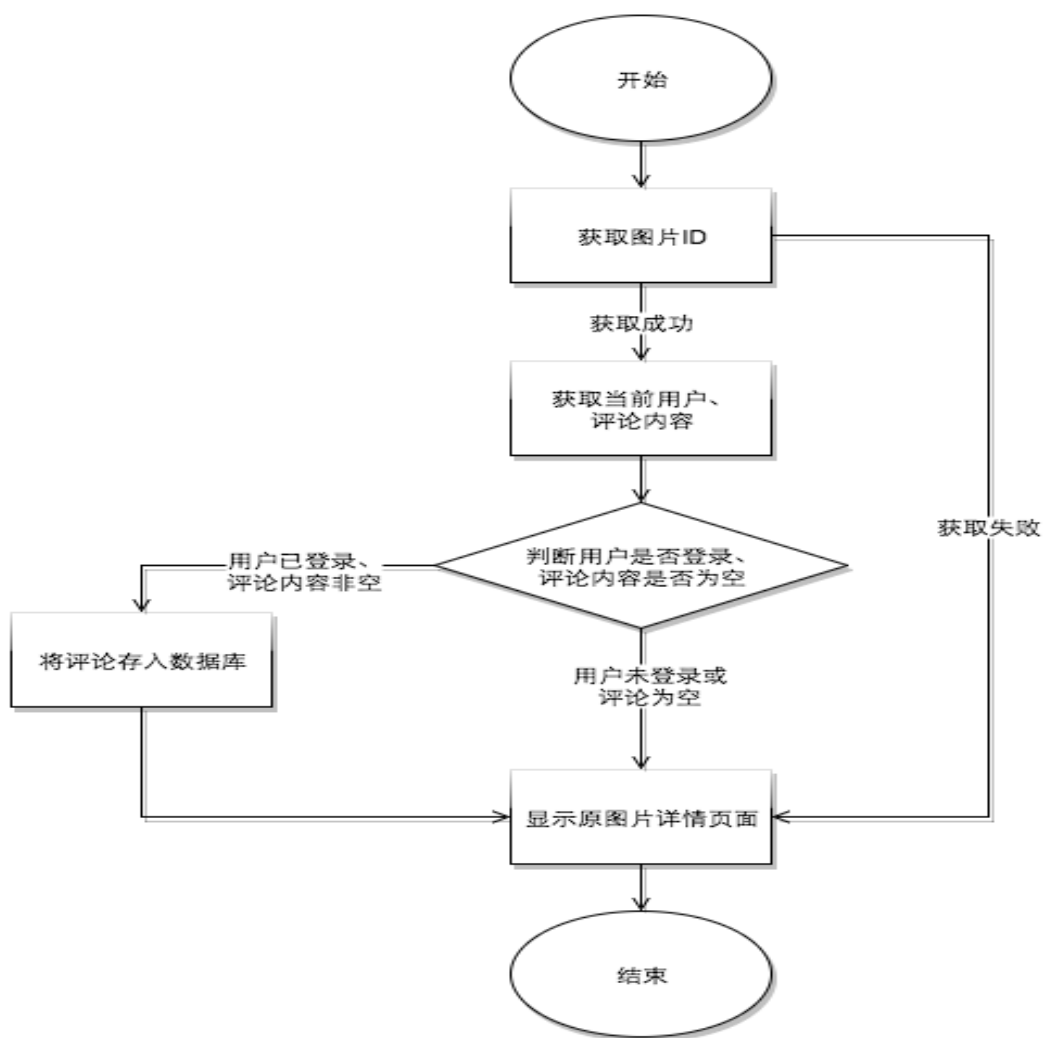 开始
获取图片ID
获取成功
获取当前用户、
评论内容
获取失败
判断用户是否登录、
评论内容是否为空
用户已登录、
评论内容非空
将评论存入数据库
用户未登录或
评论为空
显示原图片详情页面
结束